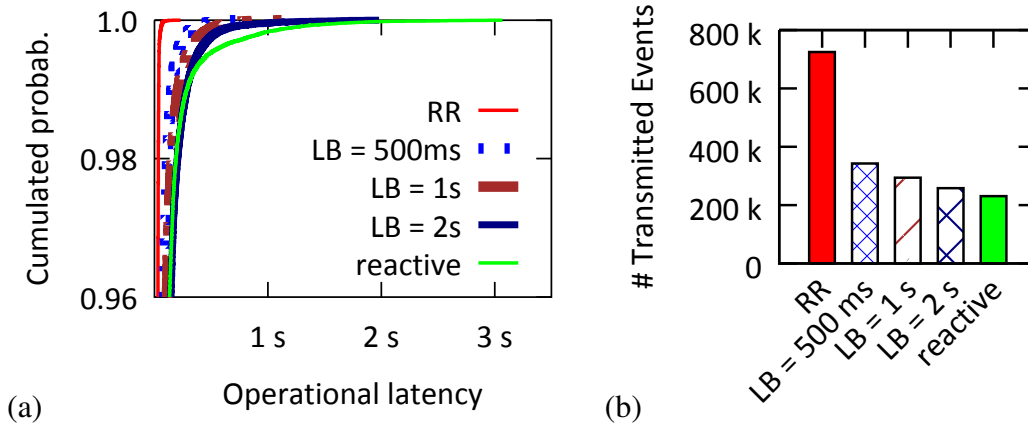 Cumulated probab.
1.0
0.98
0.96
RR
LB = 500ms
LB = 1s
LB = 2s
reactive
1 s
2 s
3 s
Operational latency
(a)
# Transmitted Events
800 k
600 k
400 k
200 k
0
RR
LB = 500 ms
LB = 1 s
LB = 2 s
reactive
(b)